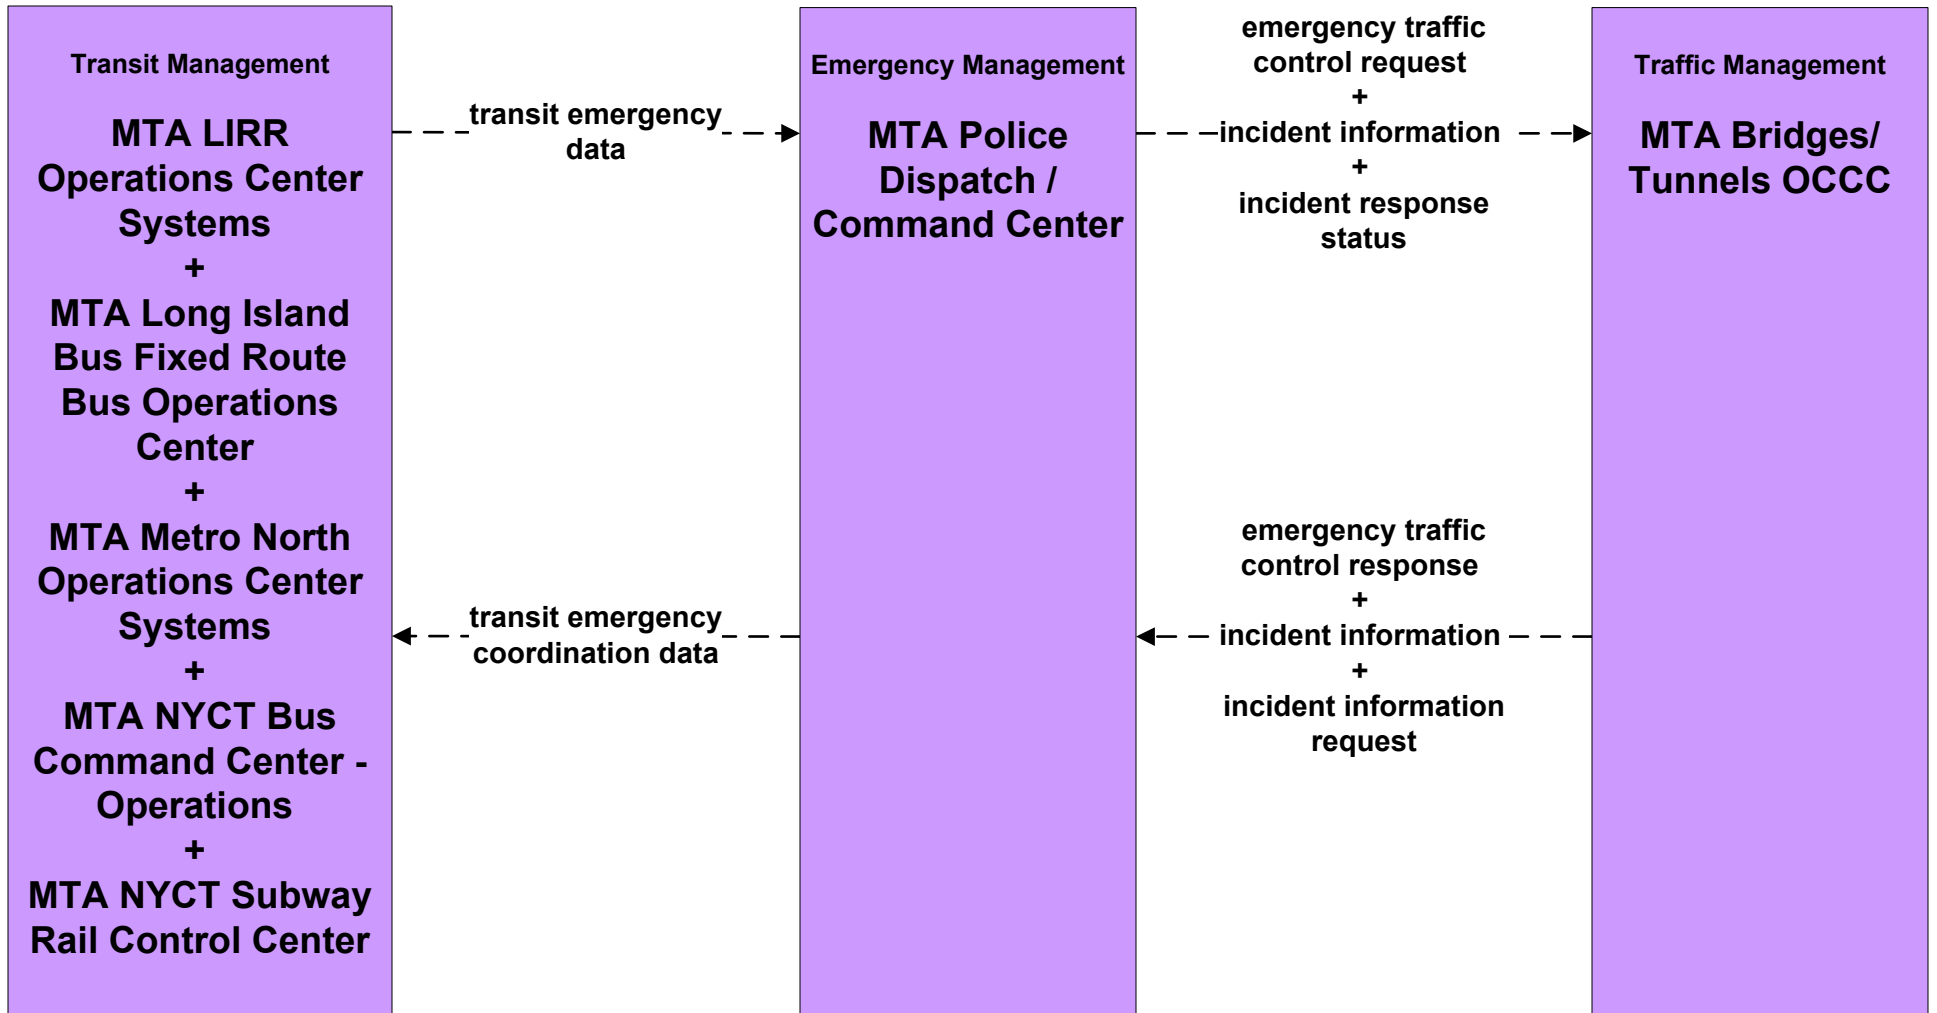 Transit Management
MTA LIRR
Operations Center
Systems
+
MTA Long Island
Bus Fixed Route
Bus Operations
Center
+
MTA Metro North
Operations Center
Systems
+
MTA NYCT Bus
Command Center -
Operations
+
MTA NYCT Subway
Rail Control Center
transit emergency
data
transit emergency
coordination data
Emergency Management
MTA Police
Dispatch /
Command Center
emergency traffic
control request
+
incident information
+
incident response
status
emergency traffic
control response
+
incident information
+
incident information
request
Traffic Management
MTA Bridges/
Tunnels OCCC